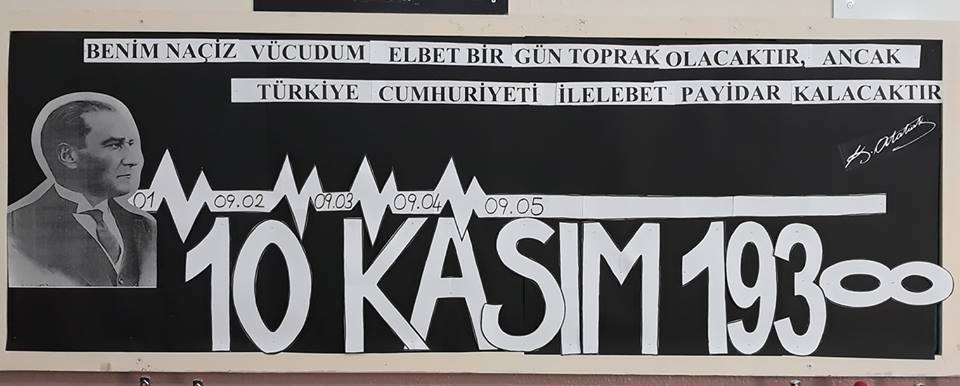 BENİM NAÇİZ VÜCUDUM ELBET BİR GÜN TOPRAK OLACAKTIR, ANCAK
TÜRKİYE CUMHURİYETİ İLELEBET PAYİDAR KALACAKTIR
K. Atatürk
01 09.02 09.03 09.04 09.05
10 KASIM 1938